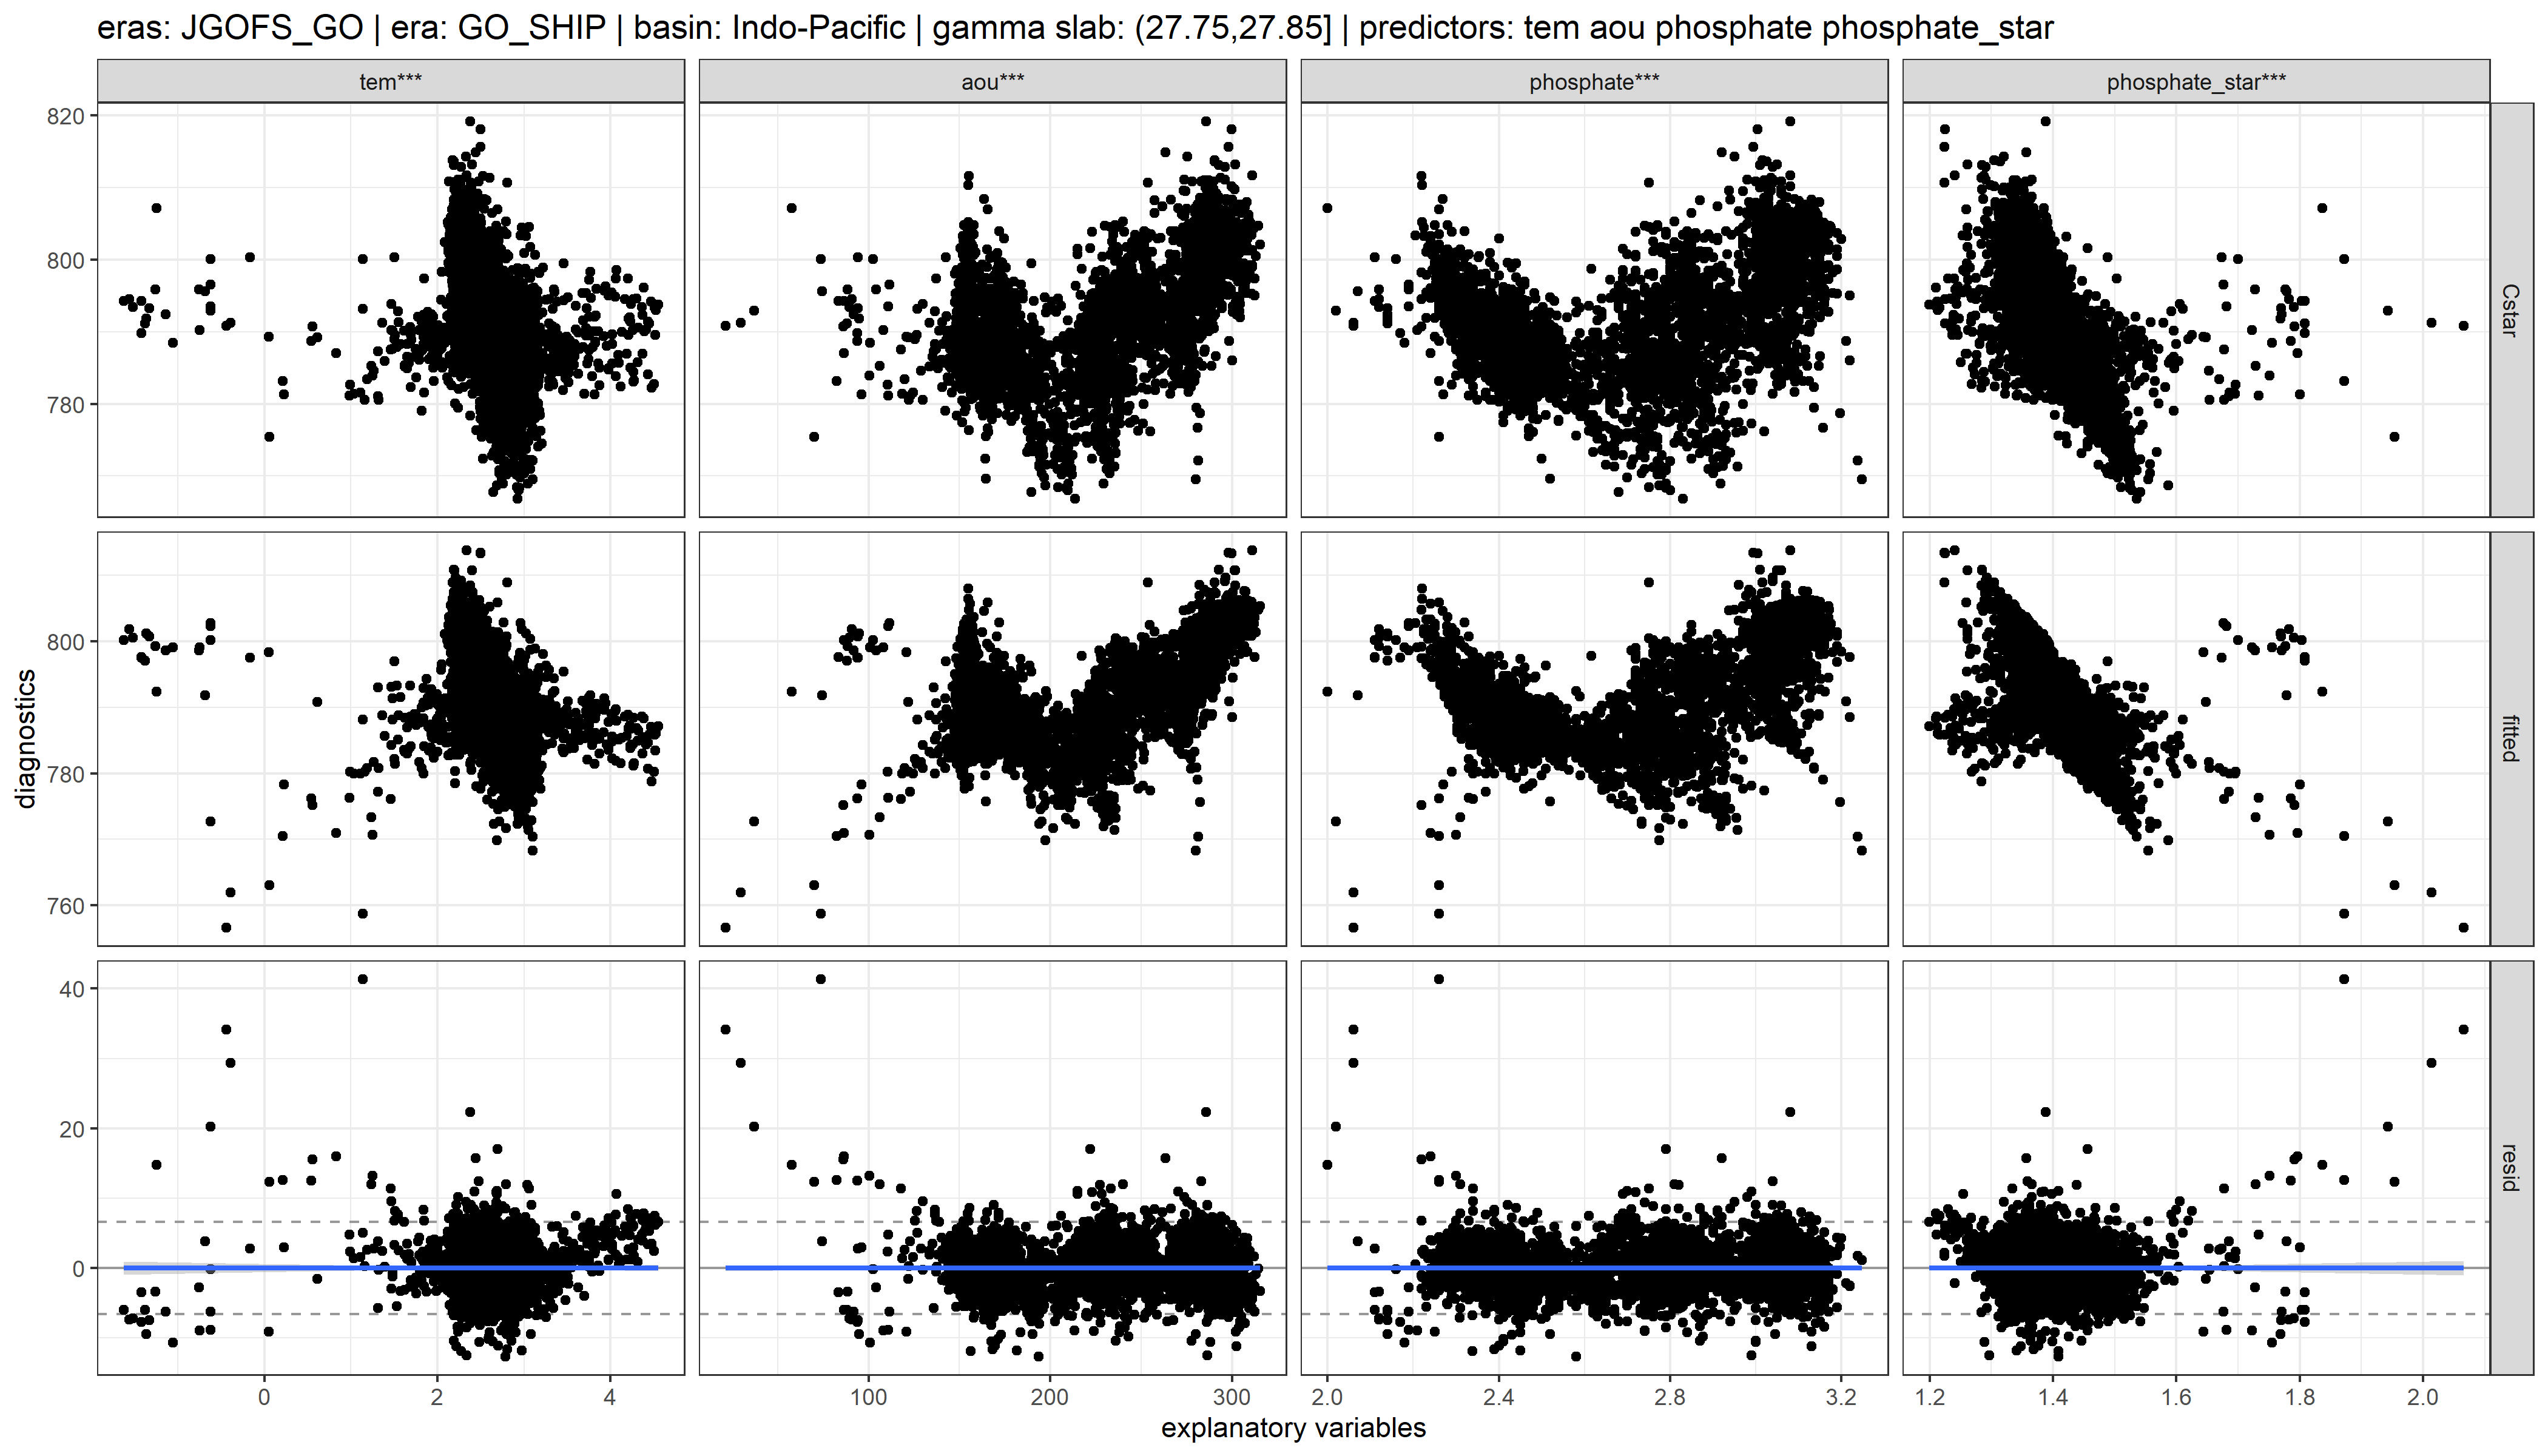 eras: JGOFS_GO | era: GO_SHIP | basin: Indo-Pacific | gamma slab: (27.75,27.85] | predictors: tem aou phosphate phosphate_star
tem*** aou*** phosphate*** phosphate_star***
820
800
780
Cstar
800
780
760
fitted
diagnostics
40
20
0
resid
0 2 4 100 200 300 2.0 2.4 2.8 3.2 1.2 1.4 1.6 1.8 2.0
explanatory variables